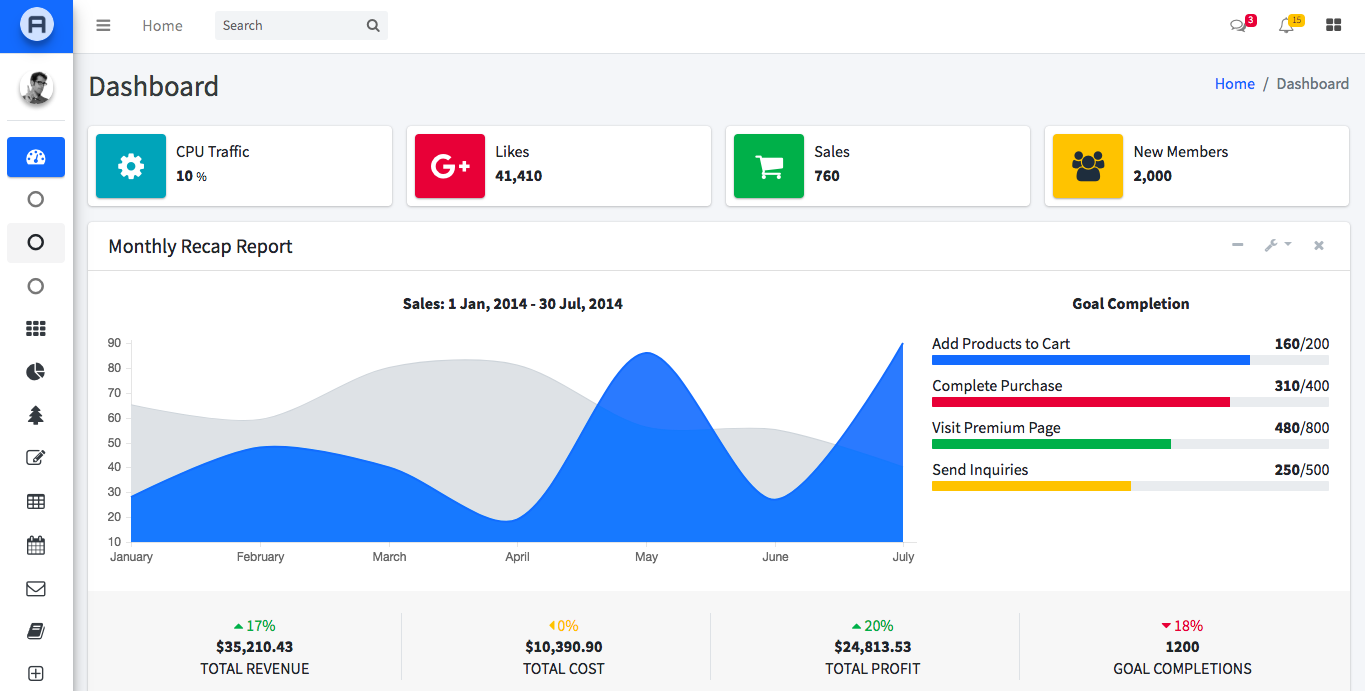 A
Home
Search
3
15
Dashboard
Home / Dashboard
CPU Traffic
10 %
G+
Likes
41,410
Sales
760
New Members
2,000
Monthly Recap Report
Sales: 1 Jan, 2014 - 30 Jul, 2014
90
80
70
60
50
40
30
20
10
January February March April May June July
Goal Completion
Add Products to Cart 160/200
Complete Purchase 310/400
Visit Premium Page 480/800
Send Inquiries 250/500
17%
$35,210.43
TOTAL REVENUE
0%
$10,390.90
TOTAL COST
20%
$24,813.53
TOTAL PROFIT
18%
1200
GOAL COMPLETIONS